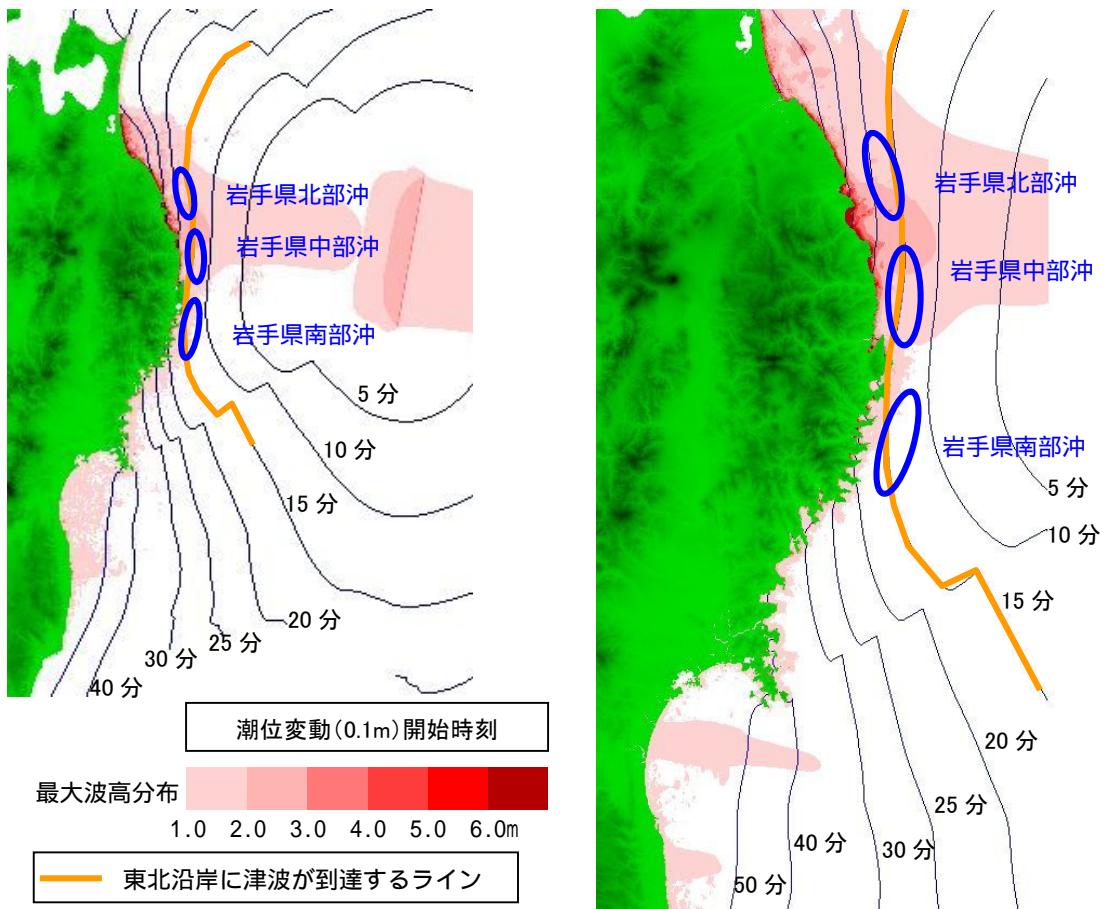 岩手県北部沖
岩手県中部沖
岩手県南部沖
5 分
10 分
15 分
20 分
25 分
30 分
40 分
潮位変動(0.1m)開始時刻
最大波高分布
1.0 2.0 3.0 4.0 5.0 6.0m
東北沿岸に津波が到達するライン
岩手県北部沖
岩手県中部沖
岩手県南部沖
5 分
10 分
15 分
20 分
25 分
30 分
40 分
50 分